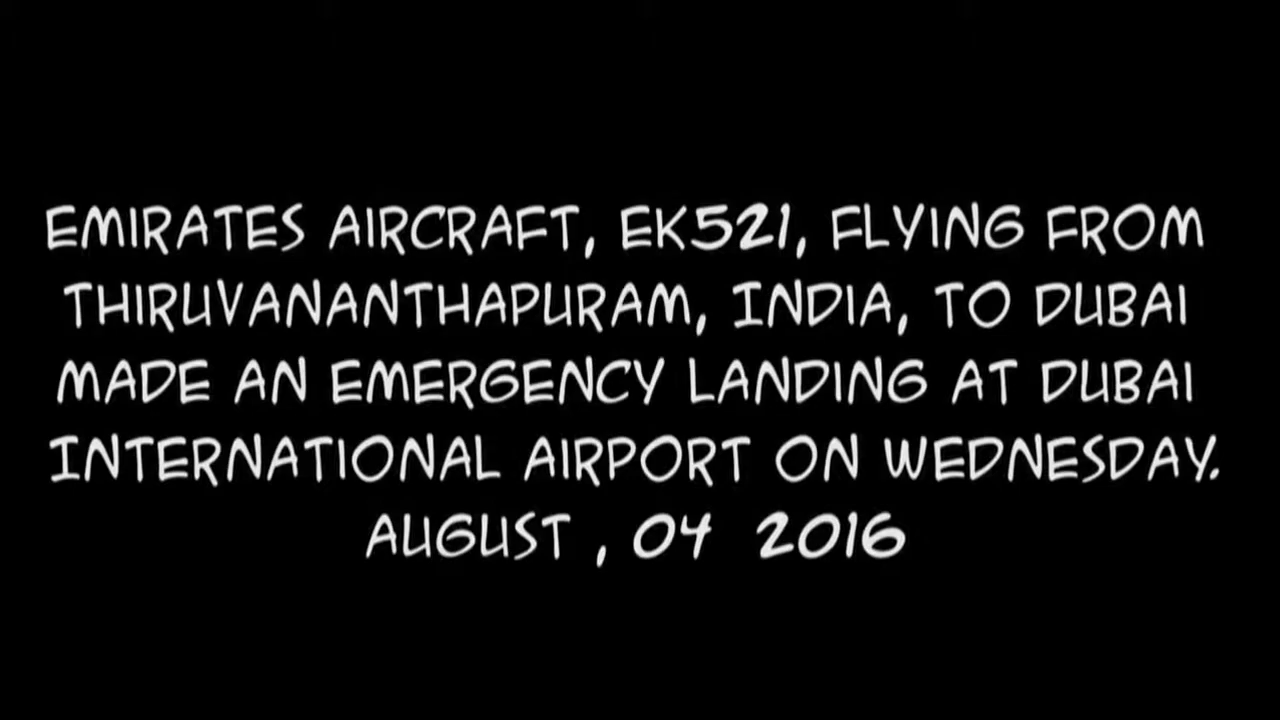 EMIRATES AIRCRAFT, EK521, FLYING FROM
THIRUVANANTHAPURAM, INDIA, TO DUBAI
MADE AN EMERGENCY LANDING AT DUBAI
INTERNATIONAL AIRPORT ON WEDNESDAY.
AUGUST , 04 2016